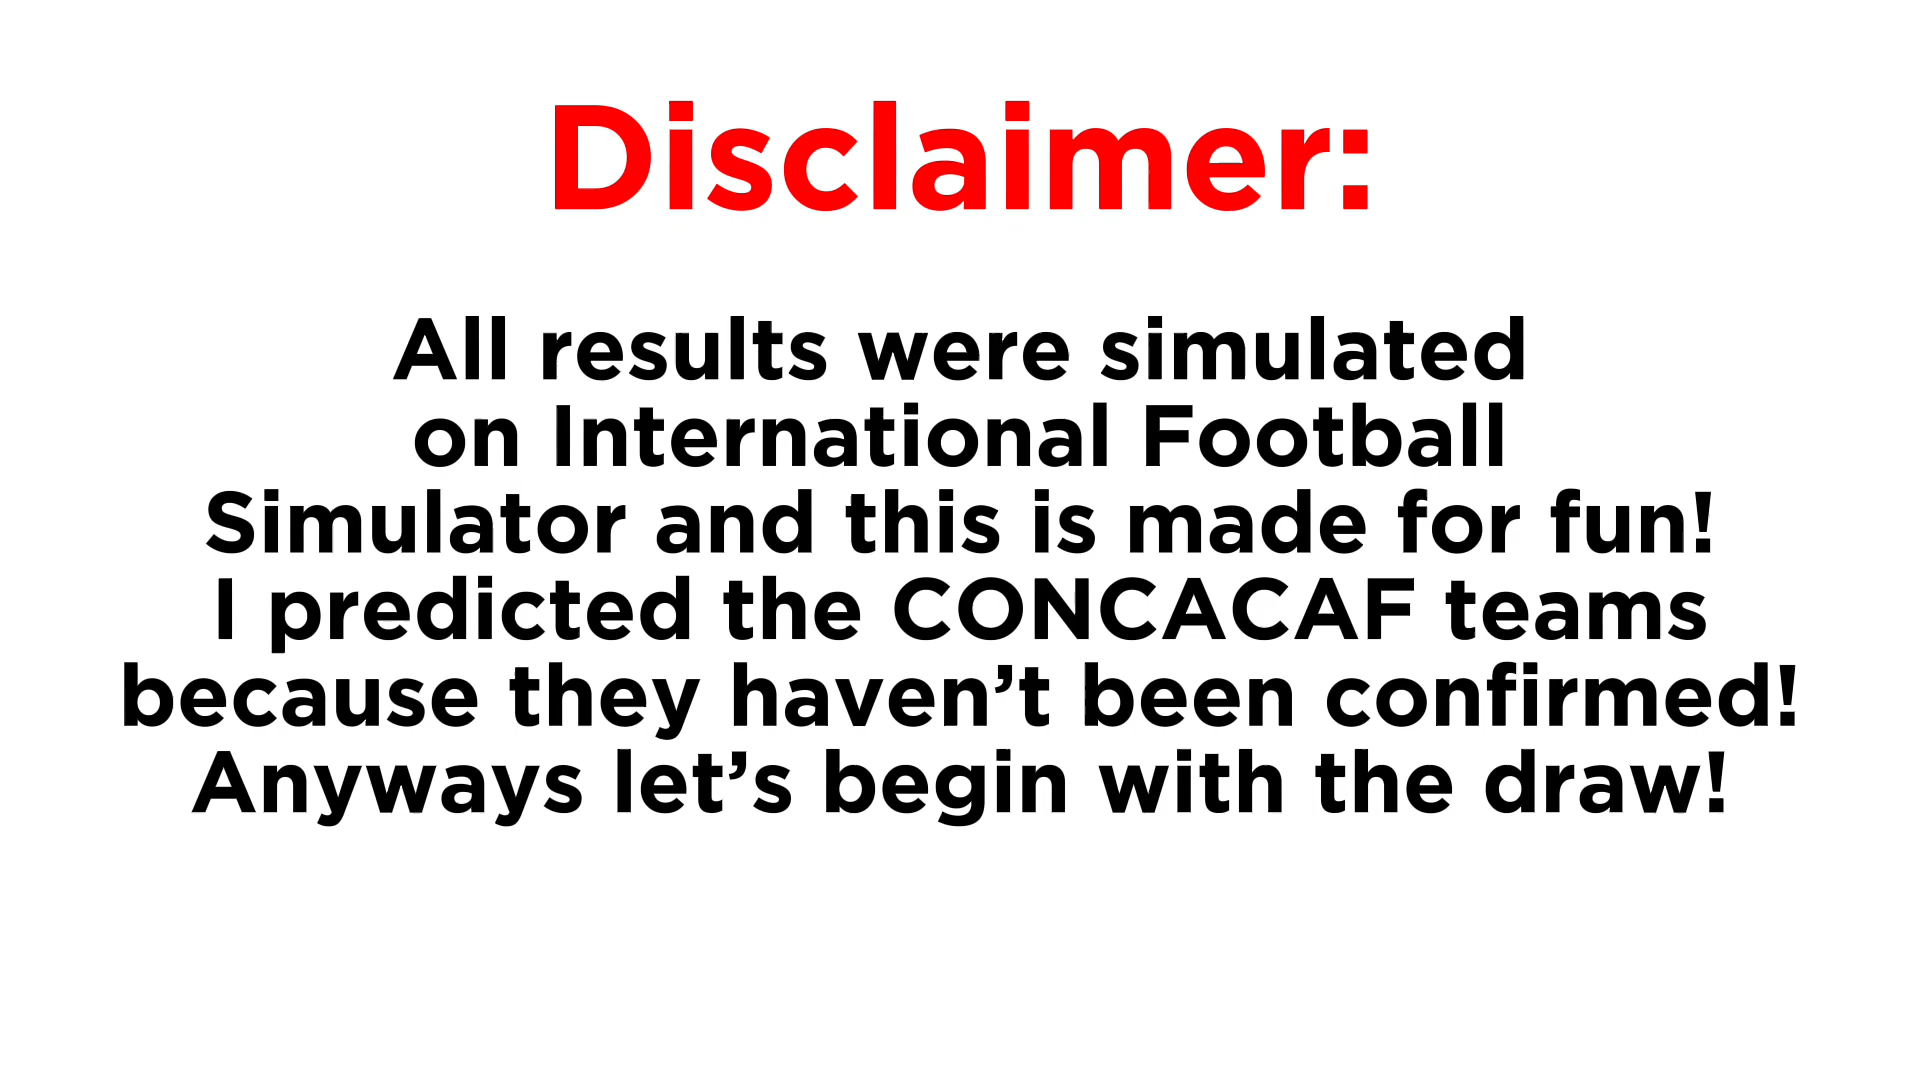 Disclaimer:
All results were simulated
on International Football
Simulator and this is made for fun!
I predicted the CONCACAF teams
because they haven’t been confirmed!
Anyways let’s begin with the draw!